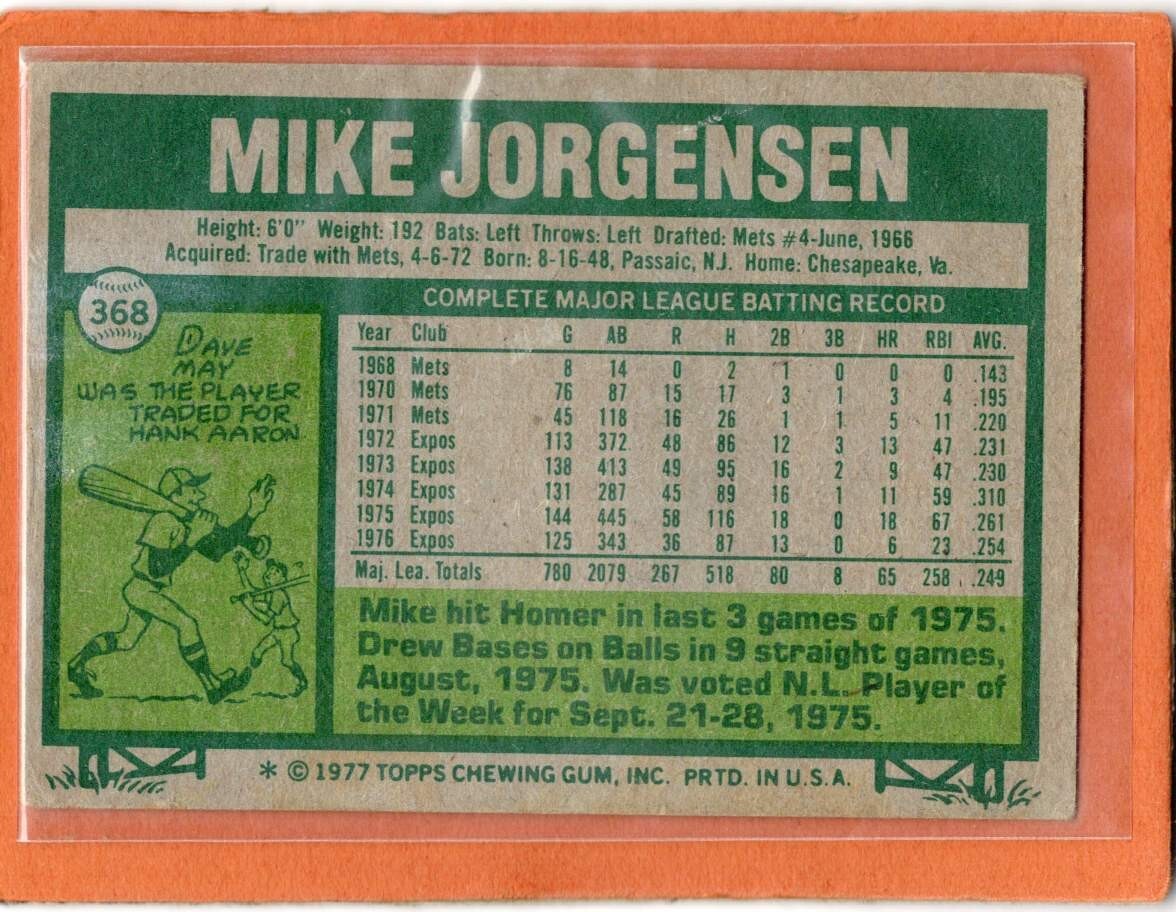 MIKE JORGENSEN
Height: 6'0" Weight: 192 Bats: Left Throws: Left Drafted: Mets #4-June, 1966
Acquired: Trade with Mets, 4-6-72 Born: 8-16-48, Passaic, N.J. Home: Chesapeake, Va.
368
DAVE
MAY
WAS THE PLAYER
TRADED FOR
HANK AARON
COMPLETE MAJOR LEAGUE BATTING RECORD
Year Club G AB R H 2B 3B HR RBI AVG.
1968 Mets 8 14 0 2 1 0 0 0 .143
1970 Mets 76 87 15 17 3 1 3 4 .195
1971 Mets 45 118 16 26 1 1 5 11 .220
1972 Expos 113 372 48 86 12 3 13 47 .231
1973 Expos 138 413 49 95 16 2 9 47 .230
1974 Expos 131 287 45 89 16 1 11 59 .310
1975 Expos 144 445 58 116 18 0 18 67 .261
1976 Expos 125 343 36 87 13 0 6 23 .254
Maj. Lea. Totals 780 2079 267 518 80 8 65 258 .249
Mike hit Homer in last 3 games of 1975.
Drew Bases on Balls in 9 straight games,
August, 1975. Was voted N.L. Player of
the Week for Sept. 21-28, 1975.
* © 1977 TOPPS CHEWING GUM, INC. PRTD. IN U.S.A.